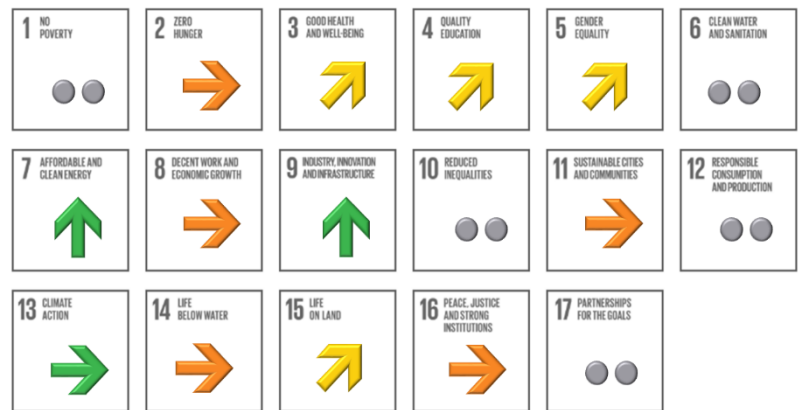 1 NO
POVERTY
2 ZERO
HUNGER
3 GOOD HEALTH
AND WELL-BEING
4 QUALITY
EDUCATION
5 GENDER
EQUALITY
6 CLEAN WATER
AND SANITATION
7 AFFORDABLE AND
CLEAN ENERGY
8 DECENT WORK AND
ECONOMIC GROWTH
9 INDUSTRY, INNOVATION
AND INFRASTRUCTURE
10 REDUCED
INEQUALITIES
11 SUSTAINABLE CITIES
AND COMMUNITIES
12 RESPONSIBLE
CONSUMPTION
AND PRODUCTION
13 CLIMATE
ACTION
14 LIFE
BELOW WATER
15 LIFE
ON LAND
16 PEACE, JUSTICE
AND STRONG
INSTITUTIONS
17 PARTNERSHIPS
FOR THE GOALS